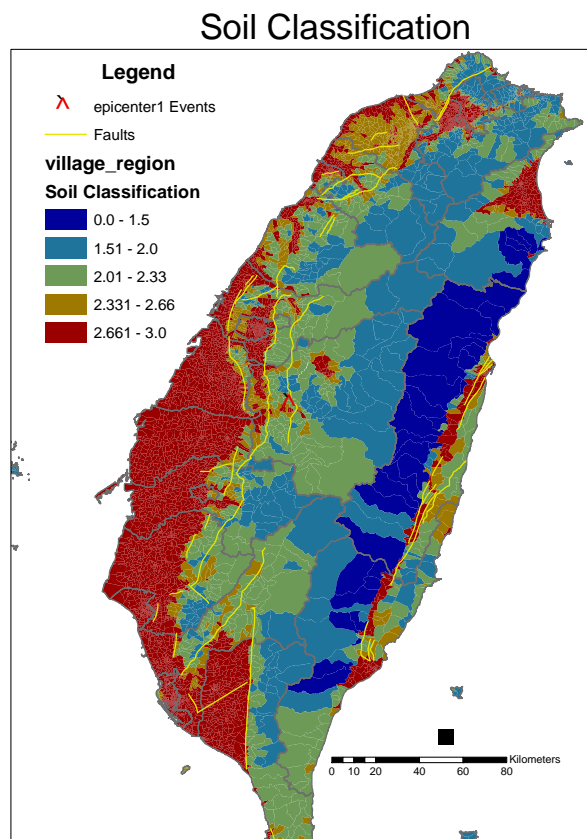 Soil Classification
Legend
epicenter1 Events
Faults
village_region
Soil Classification
0.0 - 1.5
1.51 - 2.0
2.01 - 2.33
2.331 - 2.66
2.661 - 3.0
Kilometers
0 10 20 40 60 80